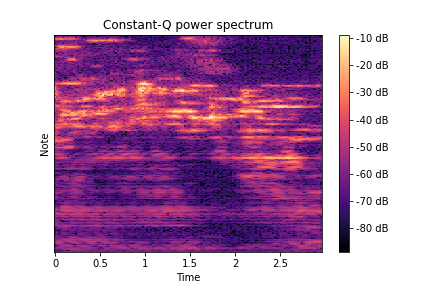 Constant-Q power spectrum
-10 dB
-20 dB
-30 dB
-40 dB
-50 dB
-60 dB
-70 dB
-80 dB
Note
0
0.5
1
1.5
2
2.5
Time